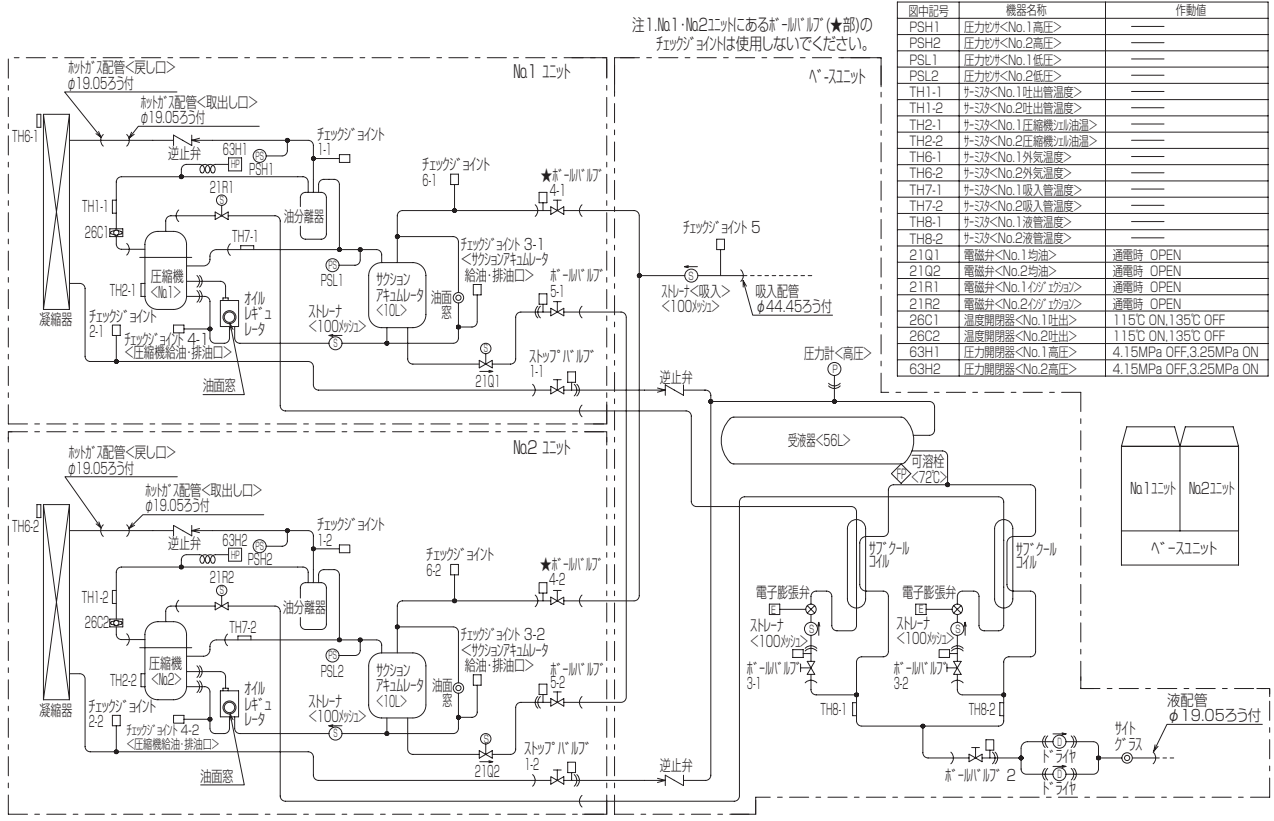 注1.No.1・No.2ユニットにあるボールバルブ(★部)の
チェックジョイントは使用しないでください。
図中記号 機器名称 作動値
PSH1 圧力センサ<No.1高圧> ――
PSH2 圧力センサ<No.2高圧> ――
PSL1 圧力センサ<No.1低圧> ――
PSL2 圧力センサ<No.2低圧> ――
TH1-1 サーミスタ<No.1吐出管温度> ――
TH1-2 サーミスタ<No.2吐出管温度> ――
TH2-1 サーミスタ<No.1圧縮機シェル油温> ――
TH2-2 サーミスタ<No.2圧縮機シェル油温> ――
TH6-1 サーミスタ<No.1外気温度> ――
TH6-2 サーミスタ<No.2外気温度> ――
TH7-1 サーミスタ<No.1吸入管温度> ――
TH7-2 サーミスタ<No.2吸入管温度> ――
TH8-1 サーミスタ<No.1液管温度> ――
TH8-2 サーミスタ<No.2液管温度> ――
21Q1 電磁弁<No.1均油> 通電時 OPEN
21Q2 電磁弁<No.2均油> 通電時 OPEN
21R1 電磁弁<No.1インジェクション> 通電時 OPEN
21R2 電磁弁<No.2インジェクション> 通電時 OPEN
26C1 温度開閉器<No.1吐出> 115℃ ON,135℃ OFF
26C2 温度開閉器<No.2吐出> 115℃ ON,135℃ OFF
63H1 圧力開閉器<No.1高圧> 4.15MPa OFF,3.25MPa ON
63H2 圧力開閉器<No.2高圧> 4.15MPa OFF,3.25MPa ON
No.1 ユニット
ホットガス配管<戻し口>
φ19.05ろう付
ホットガス配管<取出し口>
φ19.05ろう付
TH6-1
逆止弁
63H1
HP
PS
PSH1
チェックジョイント
1-1
21R1
S
油分離器
TH1-1
26C1
TH7-1
圧縮機
<No.1>
TH2-1
凝縮器
チェックジョイント
2-1
チェックジョイント 4-1
<圧縮機給油・排油口>
オイル
レギュ
レータ
油面窓
PS
PSL1
サクション
アキュムレータ
<10L>
ストレーナ
<100メッシュ>
S
油面
窓
チェックジョイント
6-1
チェックジョイント 3-1
<サクションアキュムレータ
給油・排油口>
★ボールバルブ
4-1
ボールバルブ
5-1
S
21Q1
ストップバルブ
1-1
No.2 ユニット
ホットガス配管<戻し口>
φ19.05ろう付
ホットガス配管<取出し口>
φ19.05ろう付
TH6-2
逆止弁
63H2
HP
PS
PSH2
チェックジョイント
1-2
21R2
S
油分離器
TH1-2
26C2
TH7-2
圧縮機
<No.2>
TH2-2
凝縮器
チェックジョイント
2-2
チェックジョイント 4-2
<圧縮機給油・排油口>
オイル
レギュ
レータ
油面窓
PS
PSL2
サクション
アキュムレータ
<10L>
ストレーナ
<100メッシュ>
S
油面
窓
チェックジョイント
6-2
チェックジョイント 3-2
<サクションアキュムレータ
給油・排油口>
★ボールバルブ
4-2
ボールバルブ
5-2
S
21Q2
ストップバルブ
1-2
ベースユニット
チェックジョイント 5
S
ストレーナ<吸入>
<100メッシュ>
吸入配管
φ44.45ろう付
圧力計<高圧>
P
逆止弁
受液器<56L>
FP
可溶栓
<72℃>
サブクール
コイル
サブクール
コイル
電子膨張弁
E
ストレーナ
<100メッシュ>
S
ボールバルブ
3-1
電子膨張弁
E
ストレーナ
<100メッシュ>
S
ボールバルブ
3-2
TH8-1
TH8-2
逆止弁
ボールバルブ 2
D
ドライヤ
D
ドライヤ
サイト
グラス
液配管
φ19.05ろう付
No.1ユニット
No.2ユニット
ベースユニット